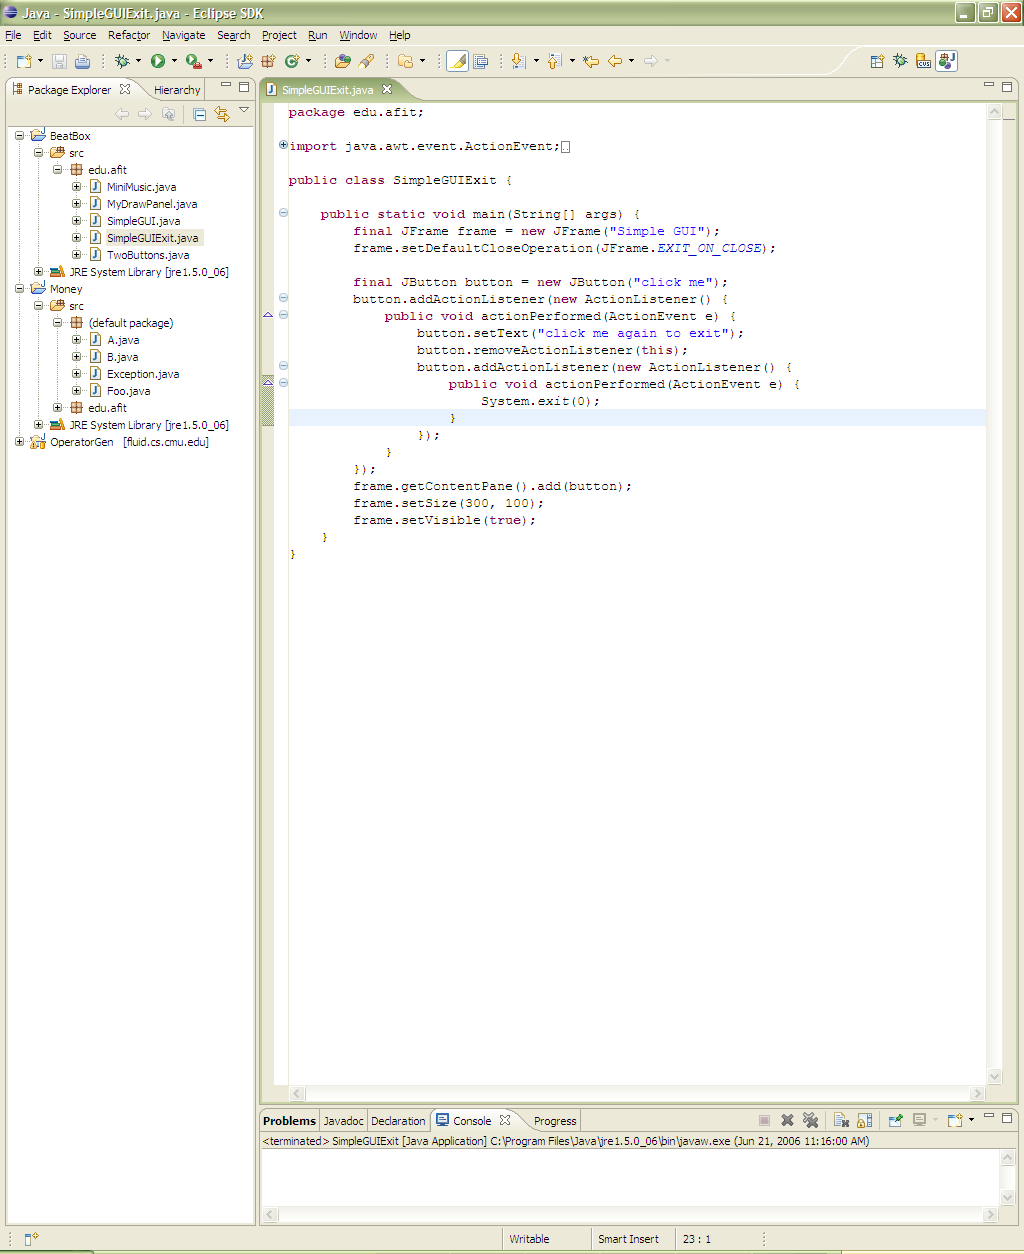 Java - SimpleGUIExit.java - Eclipse SDK
File Edit Source Refactor Navigate Search Project Run Window Help
Package Explorer Hierarchy
BeatBox
src
edu.afit
MiniMusic.java
MyDrawPanel.java
SimpleGUI.java
SimpleGUIExit.java
TwoButtons.java
JRE System Library [jre1.5.0_06]
Money
src
(default package)
A.java
B.java
Exception.java
Foo.java
edu.afit
JRE System Library [jre1.5.0_06]
OperatorGen [fluid.cs.cmu.edu]
SimpleGUIExit.java
package edu.afit;
import java.awt.event.ActionEvent;
public class SimpleGUIExit {
public static void main(String[] args) {
final JFrame frame = new JFrame("Simple GUI");
frame.setDefaultCloseOperation(JFrame.EXIT_ON_CLOSE);
final JButton button = new JButton("click me");
button.addActionListener(new ActionListener() {
public void actionPerformed(ActionEvent e) {
button.setText("click me again to exit");
button.removeActionListener(this);
button.addActionListener(new ActionListener() {
public void actionPerformed(ActionEvent e) {
System.exit(0);
}
});
}
});
frame.getContentPane().add(button);
frame.setSize(300, 100);
frame.setVisible(true);
}
}
Problems Javadoc Declaration Console Progress
<terminated> SimpleGUIExit [Java Application] C:\Program Files\Java\jre1.5.0_06\bin\javaw.exe (Jun 21, 2006 11:16:00 AM)
Writable Smart Insert 23 : 1